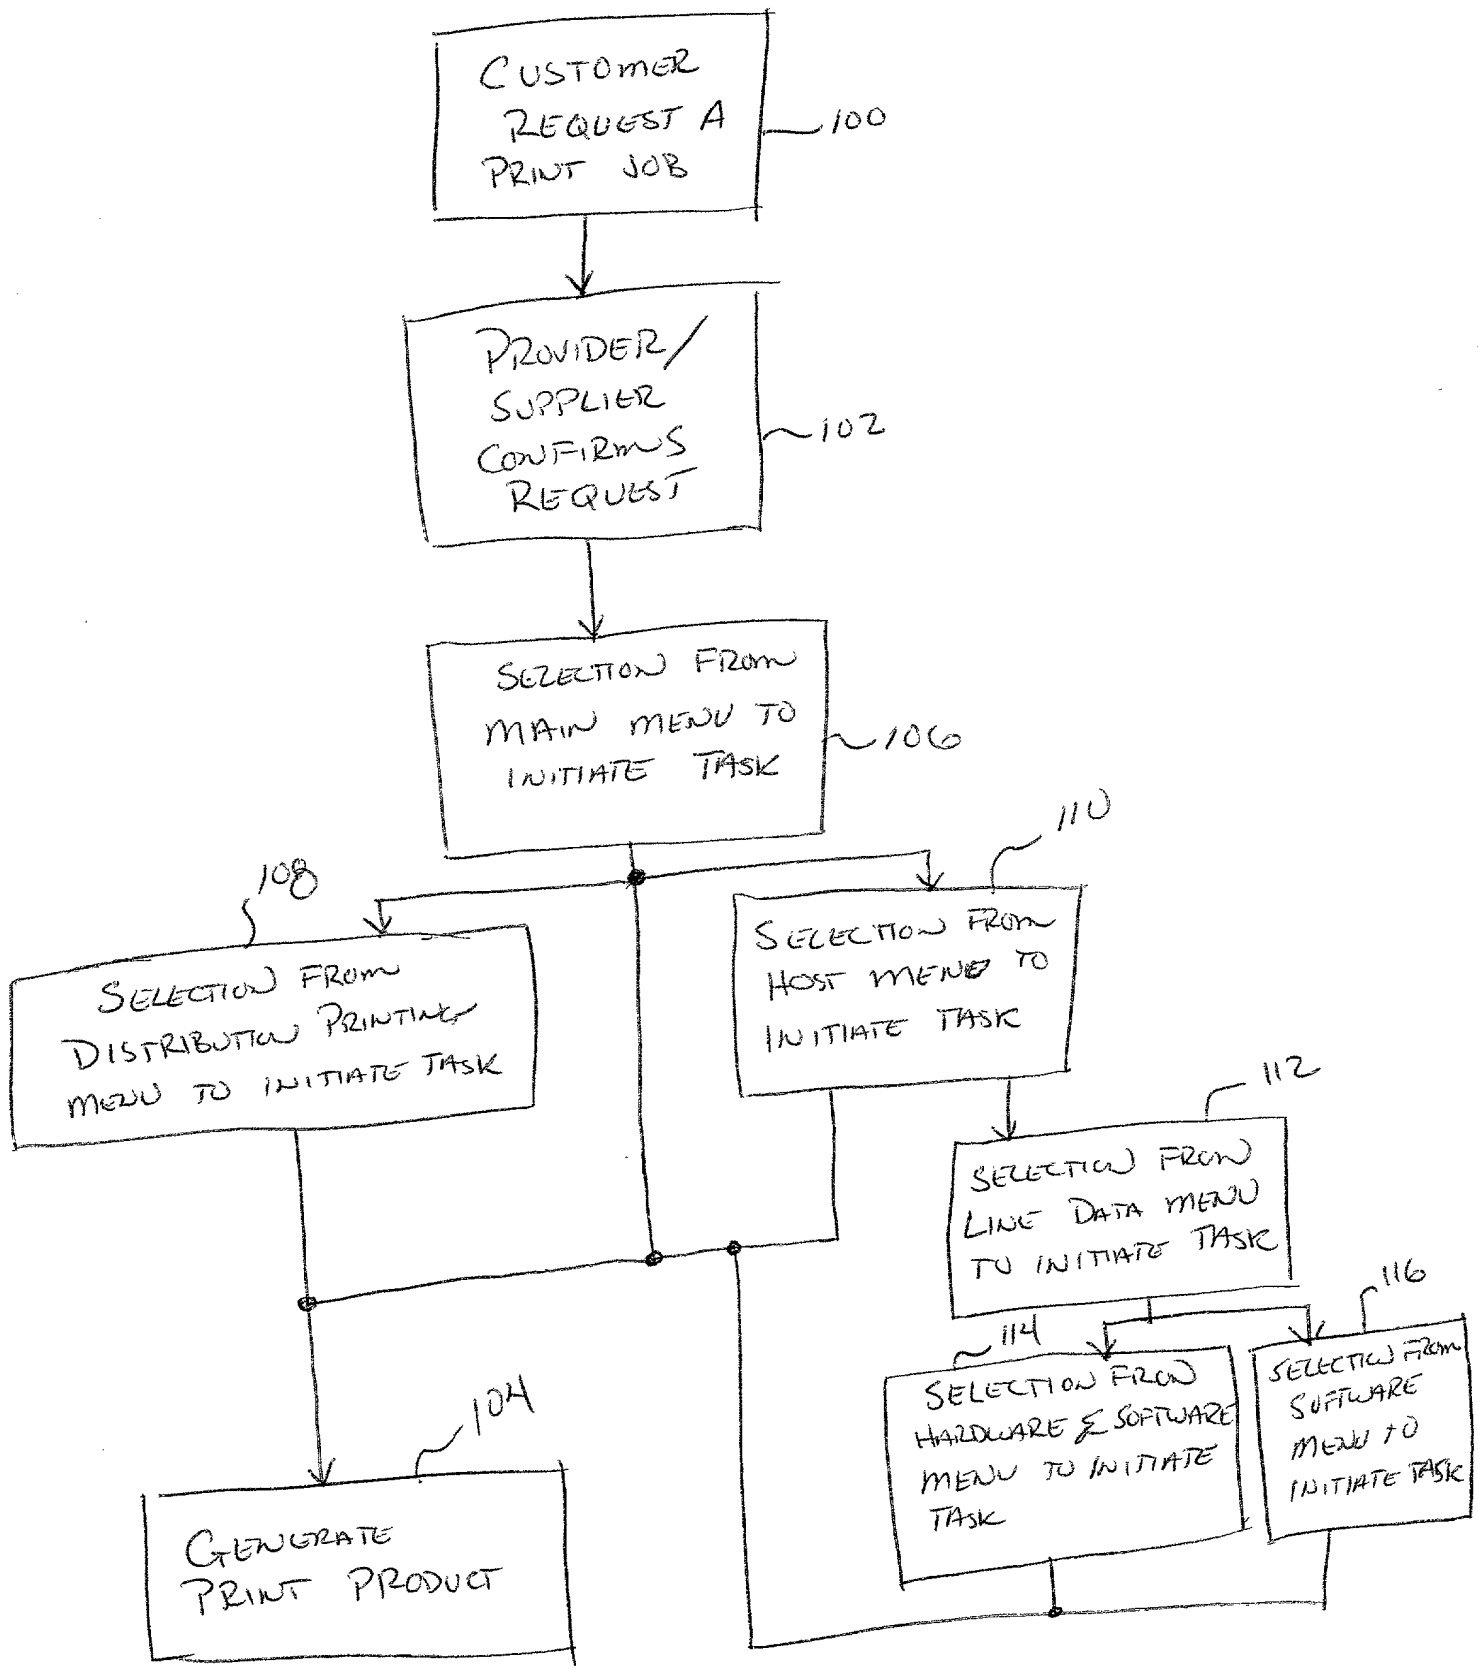 CUSTOMER
REQUEST A
PRINT JOB
100
PROVIDER/
SUPPLIER
CONFIRMS
REQUEST
102
SELECTION FROM
MAIN MENU TO
INITIATE TASK
106
108
SELECTION FROM
DISTRIBUTION PRINTING
MENU TO INITIATE TASK
110
SELECTION FROM
HOST MENU TO
INITIATE TASK
112
SELECTION FROM
LINE DATA MENU
TO INITIATE TASK
114
SELECTION FROM
HARDWARE & SOFTWARE
MENU TO INITIATE
TASK
116
SELECTION FROM
SOFTWARE
MENU TO
INITIATE TASK
104
GENERATE
PRINT PRODUCT